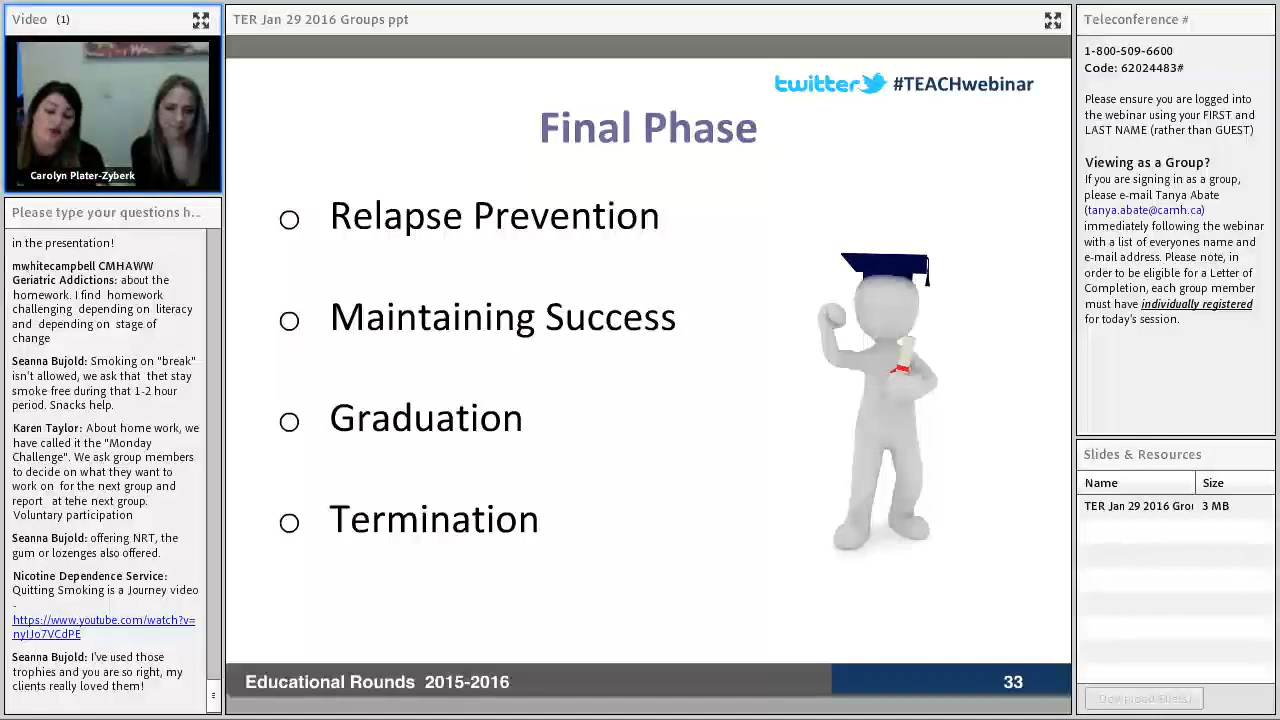 Video (1)
Carolyn Plater-Zyberk
Please type your questions h...
in the presentation!
mwhitecampbell CMHAWW
Geriatric Addictions: about the
homework. I find homework
challenging depending on literacy
and depending on stage of
change
Seanna Bujold: Smoking on "break"
isn't allowed, we ask that thet stay
smoke free during that 1-2 hour
period. Snacks help.
Karen Taylor: About home work, we
have called it the "Monday
Challenge". We ask group members
to decide on what they want to
work on for the next group and
report at tehe next group.
Voluntary participation
Seanna Bujold: offering NRT, the
gum or lozenges also offered.
Nicotine Dependence Service:
Quitting Smoking is a Journey video
-
https://www.youtube.com/watch?v=
nyIJo7VCdPE
Seanna Bujold: I've used those
trophies and you are so right, my
clients really loved them!
TER Jan 29 2016 Groups ppt
twitter #TEACHwebinar
Final Phase
o Relapse Prevention
o Maintaining Success
o Graduation
o Termination
Educational Rounds 2015-2016 33
Teleconference #
1-800-509-6600
Code: 62024483#
Please ensure you are logged into
the webinar using your FIRST and
LAST NAME (rather than GUEST)
Viewing as a Group?
If you are signing in as a group,
please e-mail Tanya Abate
(tanya.abate@camh.ca)
immediately following the webinar
with a list of everyones name and
e-mail address. Please note, in
order to be eligible for a Letter of
Completion, each group member
must have individually registered
for today's session.
Slides & Resources
Name Size
TER Jan 29 2016 Gro 3 MB
Download File(s)